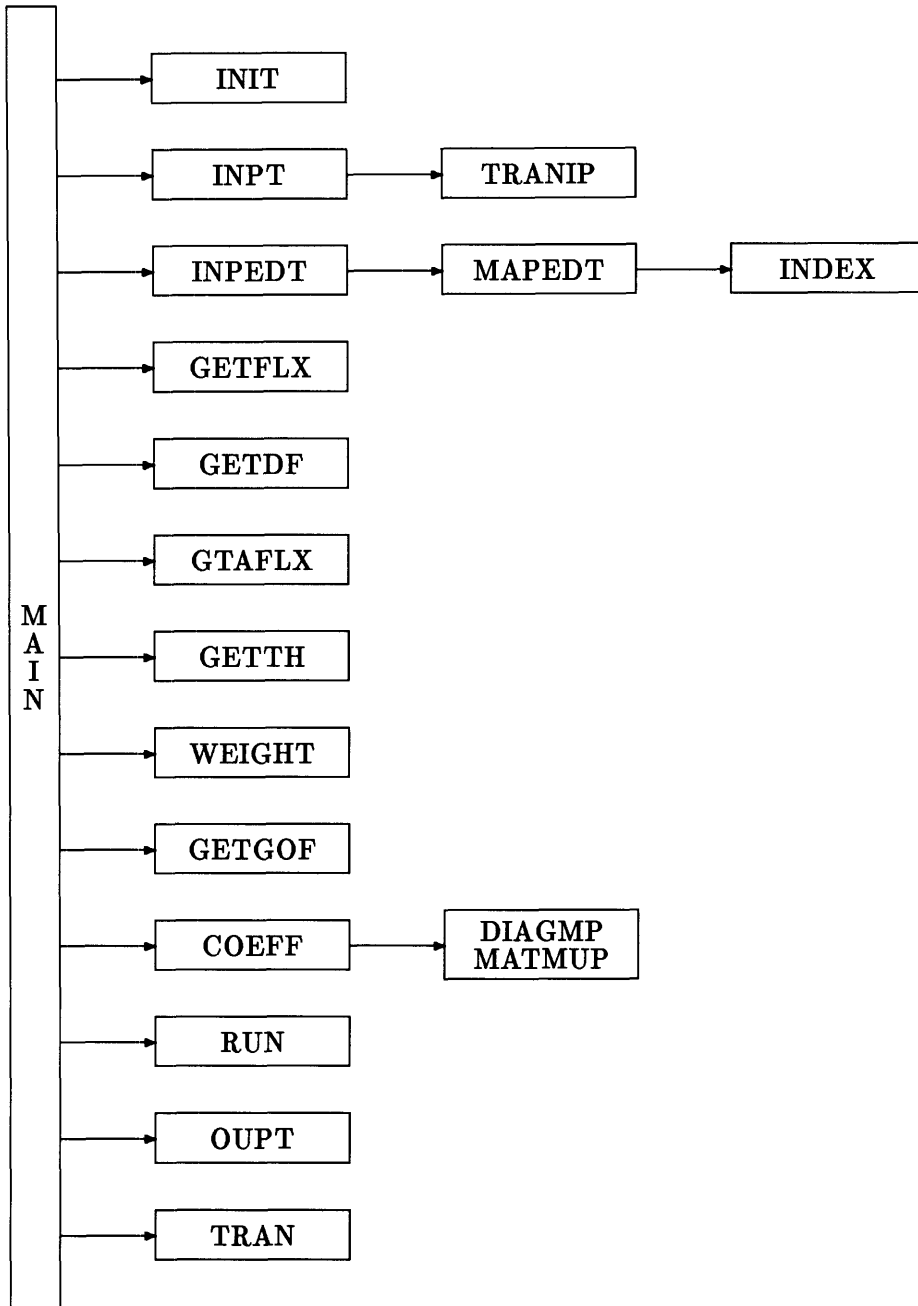 INIT
INPT
TRANIP
INPEDT
MAPEDT
INDEX
GETFLX
GETDF
GTAFLX
M
A
I
N
GETTH
WEIGHT
GETGOF
COEFF
DIAGMP
MATMUP
RUN
OUPT
TRAN